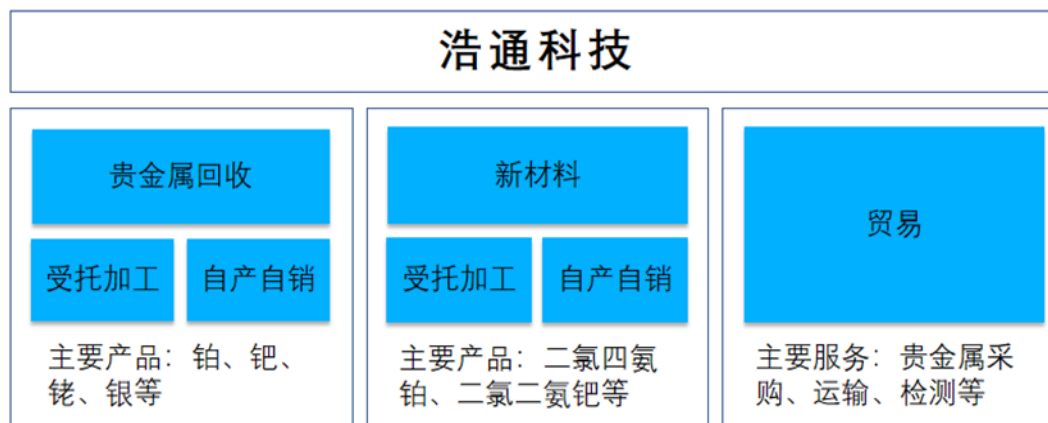 浩通科技
贵金属回收
受托加工
自产自销
主要产品：铂、钯、
铑、银等
新材料
受托加工
自产自销
主要产品：二氯四氨
铂、二氯二氨钯等
贸易
主要服务：贵金属采
购、运输、检测等